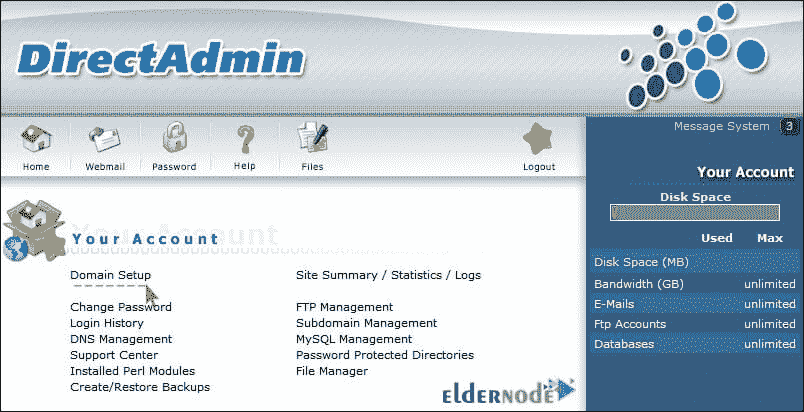 DirectAdmin
Home Webmail Password Help Files Logout
Message System 3
Your Account
Disk Space
Used Max
Disk Space (MB)
Bandwidth (GB) unlimited
E-Mails unlimited
Ftp Accounts unlimited
Databases unlimited
Your Account
Domain Setup
Change Password
Login History
DNS Management
Support Center
Installed Perl Modules
Create/Restore Backups
Site Summary / Statistics / Logs
FTP Management
Subdomain Management
MySQL Management
Password Protected Directories
File Manager
eldernode